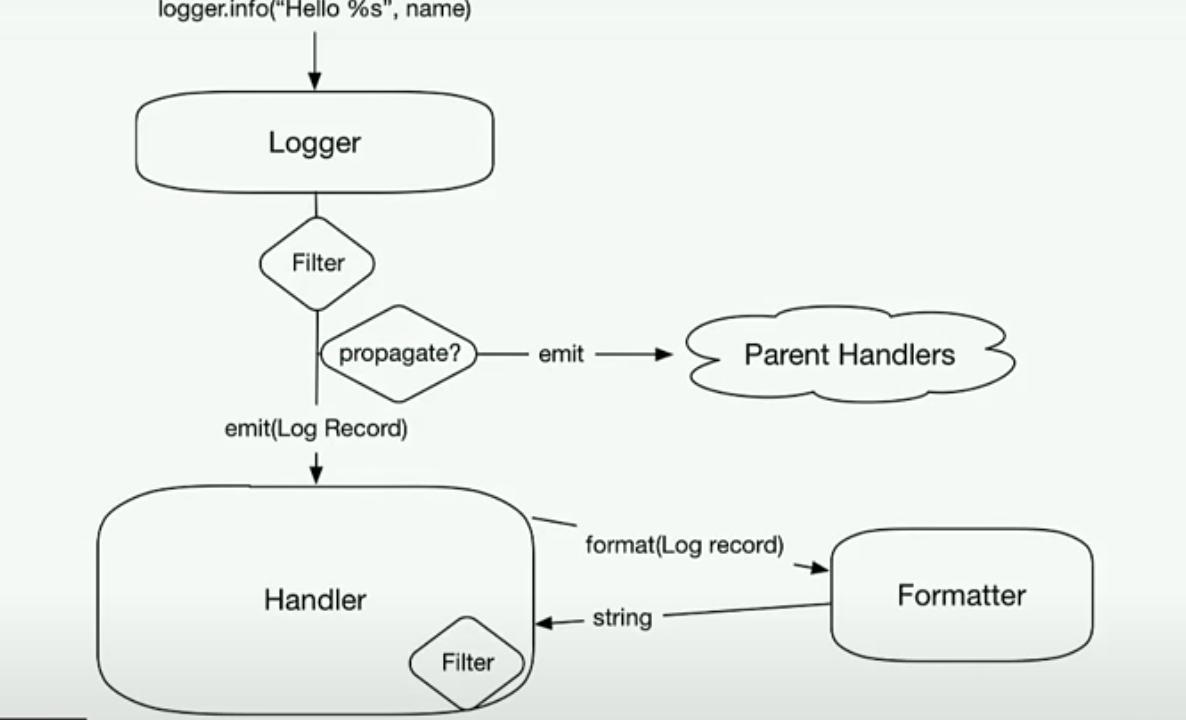 logger.info("Hello %s", name)
Logger
Filter
propagate?
emit
Parent Handlers
emit(Log Record)
Handler
format(Log record)
Formatter
string
Filter